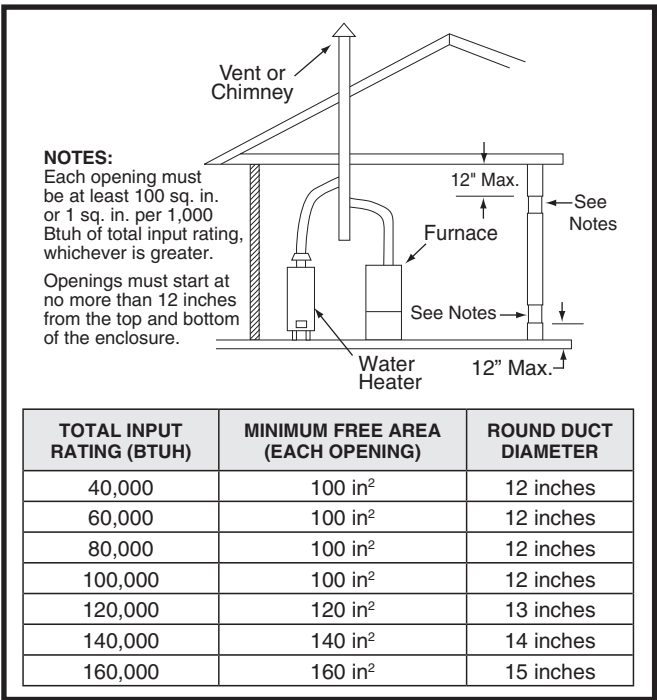 Vent or
Chimney
NOTES:
Each opening must
be at least 100 sq. in.
or 1 sq. in. per 1,000
Btuh of total input rating,
whichever is greater.
Openings must start at
no more than 12 inches
from the top and bottom
of the enclosure.
12" Max.
See
Notes
Furnace
See Notes
Water
Heater
12” Max.
TOTAL INPUT
RATING (BTUH)
MINIMUM FREE AREA
(EACH OPENING)
ROUND DUCT
DIAMETER
40,000 100 in² 12 inches
60,000 100 in² 12 inches
80,000 100 in² 12 inches
100,000 100 in² 12 inches
120,000 120 in² 13 inches
140,000 140 in² 14 inches
160,000 160 in² 15 inches